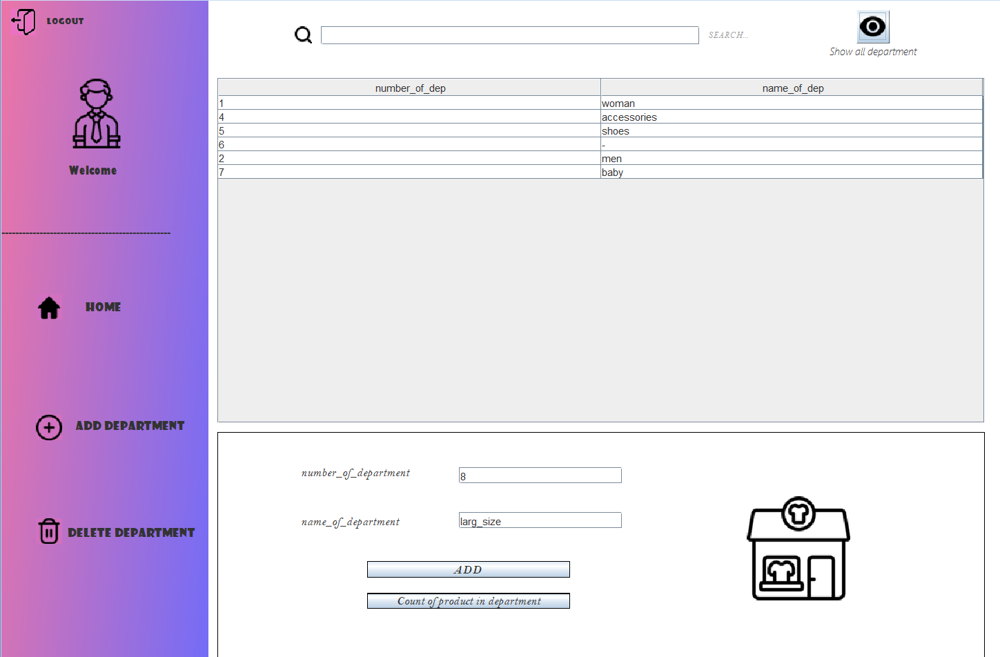 LOGOUT
Welcome
------------------------------------------------
HOME
ADD DEPARTMENT
DELETE DEPARTMENT
SEARCH...
Show all department
number_of_dep name_of_dep
1 woman
4 accessories
5 shoes
6 -
2 men
7 baby
number_of_department 8
name_of_department larg_size
ADD
Count of product in department